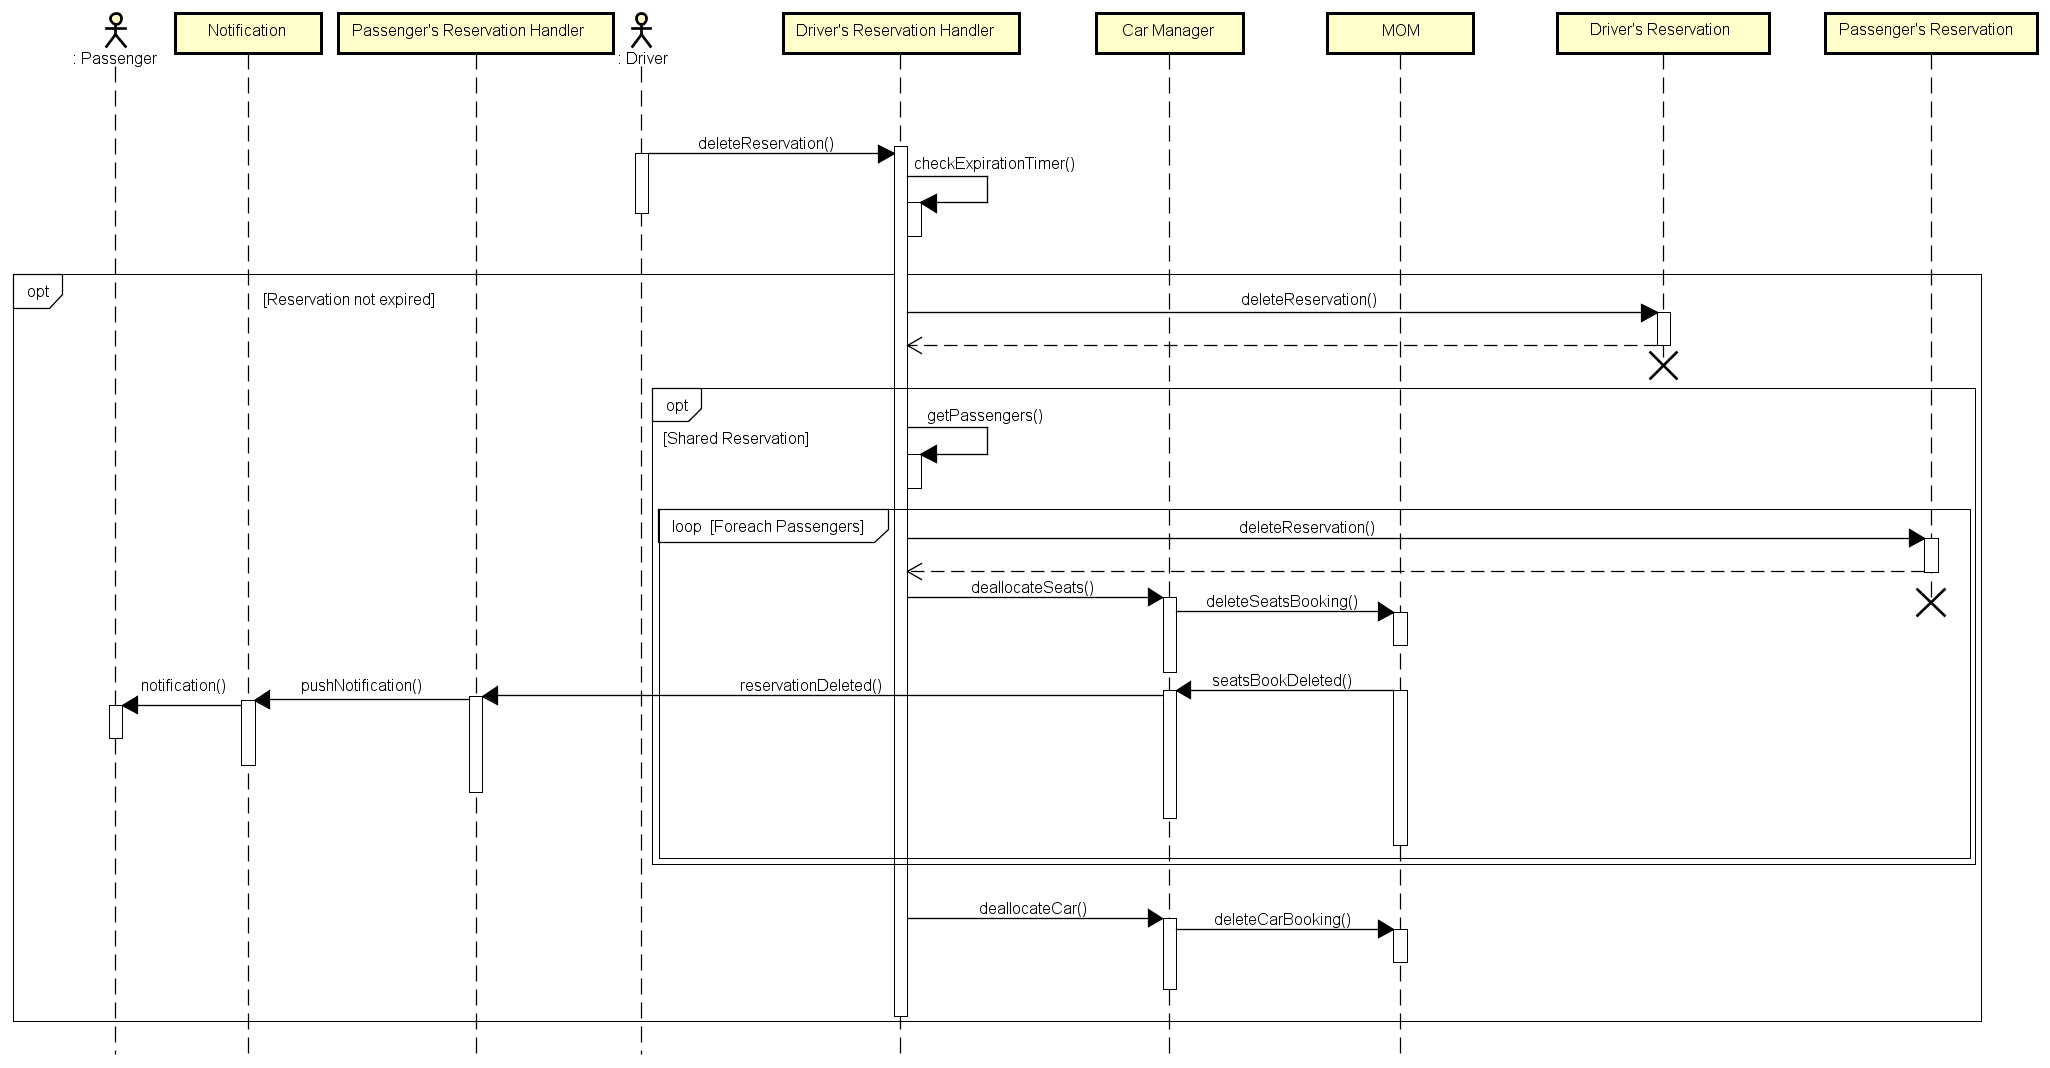 Notification
Passenger's Reservation Handler
Driver's Reservation Handler
Car Manager
MOM
Driver's Reservation
Passenger's Reservation
: Passenger
: Driver
deleteReservation()
checkExpirationTimer()
opt
[Reservation not expired]
deleteReservation()
opt
getPassengers()
[Shared Reservation]
loop [Foreach Passengers]
deleteReservation()
deallocateSeats()
deleteSeatsBooking()
notification()
pushNotification()
reservationDeleted()
seatsBookDeleted()
deallocateCar()
deleteCarBooking()